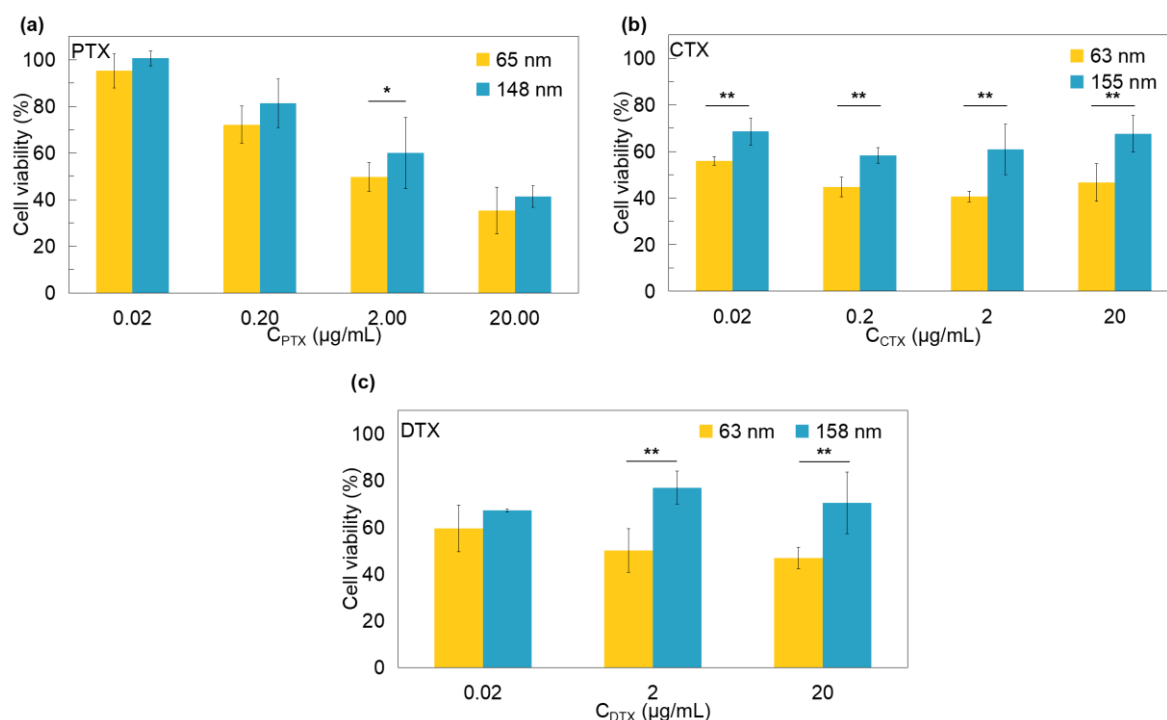 (a)
PTX
65 nm
148 nm
*
Cell viability (%)
100
80
60
40
20
0
0.02 0.20 2.00 20.00
C_PTX (µg/mL)
(b)
CTX
63 nm
155 nm
** ** ** **
Cell viability (%)
100
80
60
40
20
0
0.02 0.2 2 20
C_CTX (µg/mL)
(c)
DTX
63 nm 158 nm
** **
Cell viability (%)
100
80
60
40
20
0
0.02 2 20
C_DTX (µg/mL)